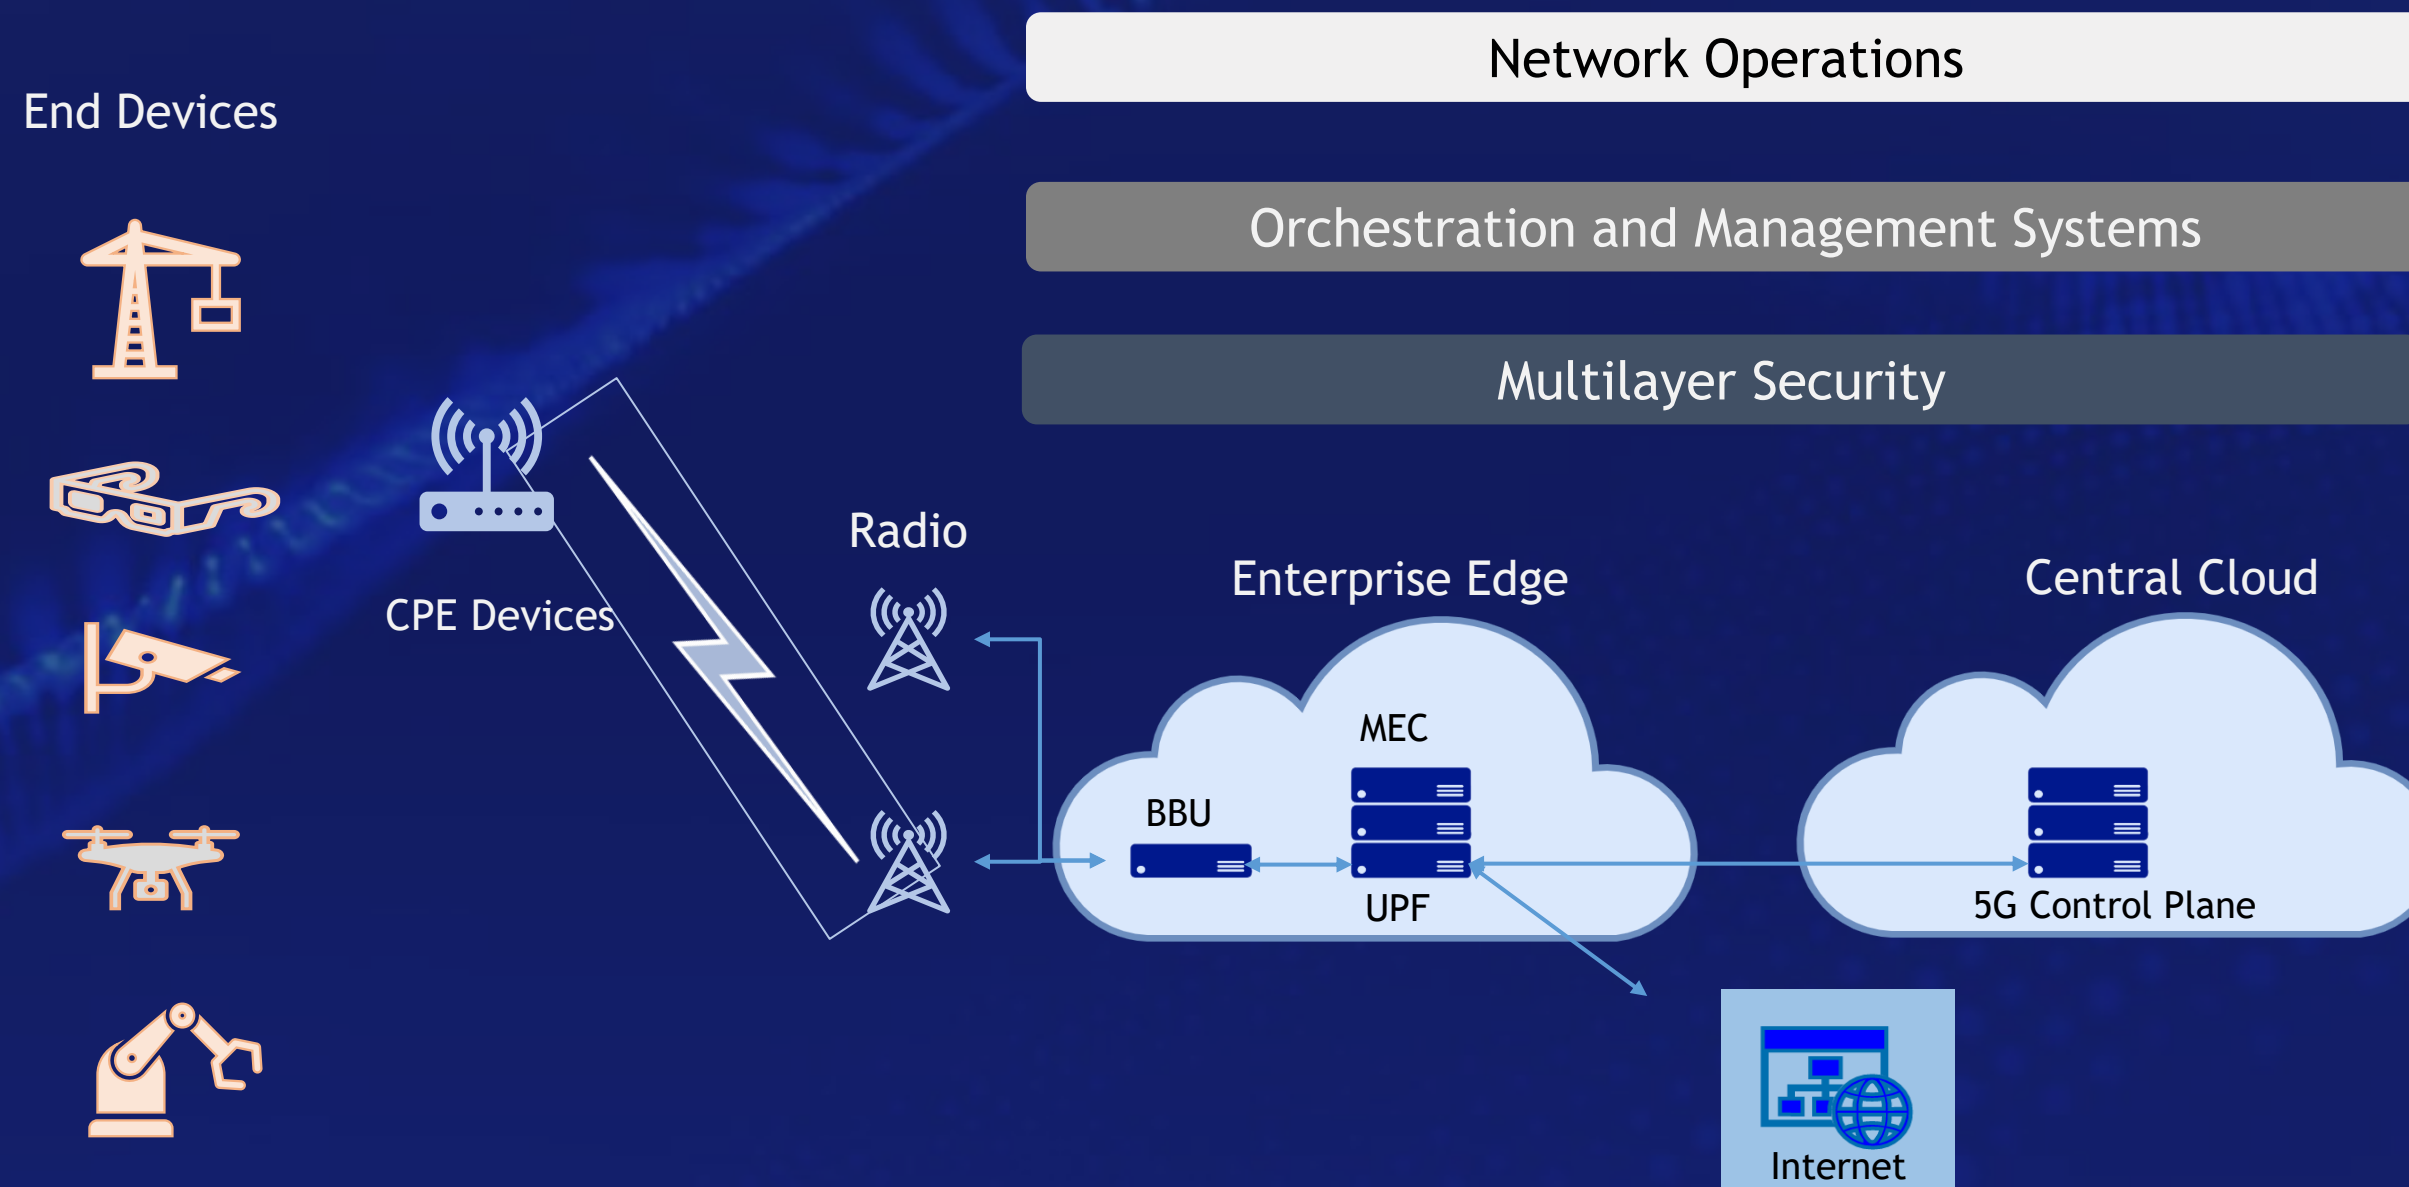 Network Operations
End Devices
Orchestration and Management Systems
Multilayer Security
Radio
Enterprise Edge
Central Cloud
CPE Devices
MEC
BBU
UPF
5G Control Plane
Internet